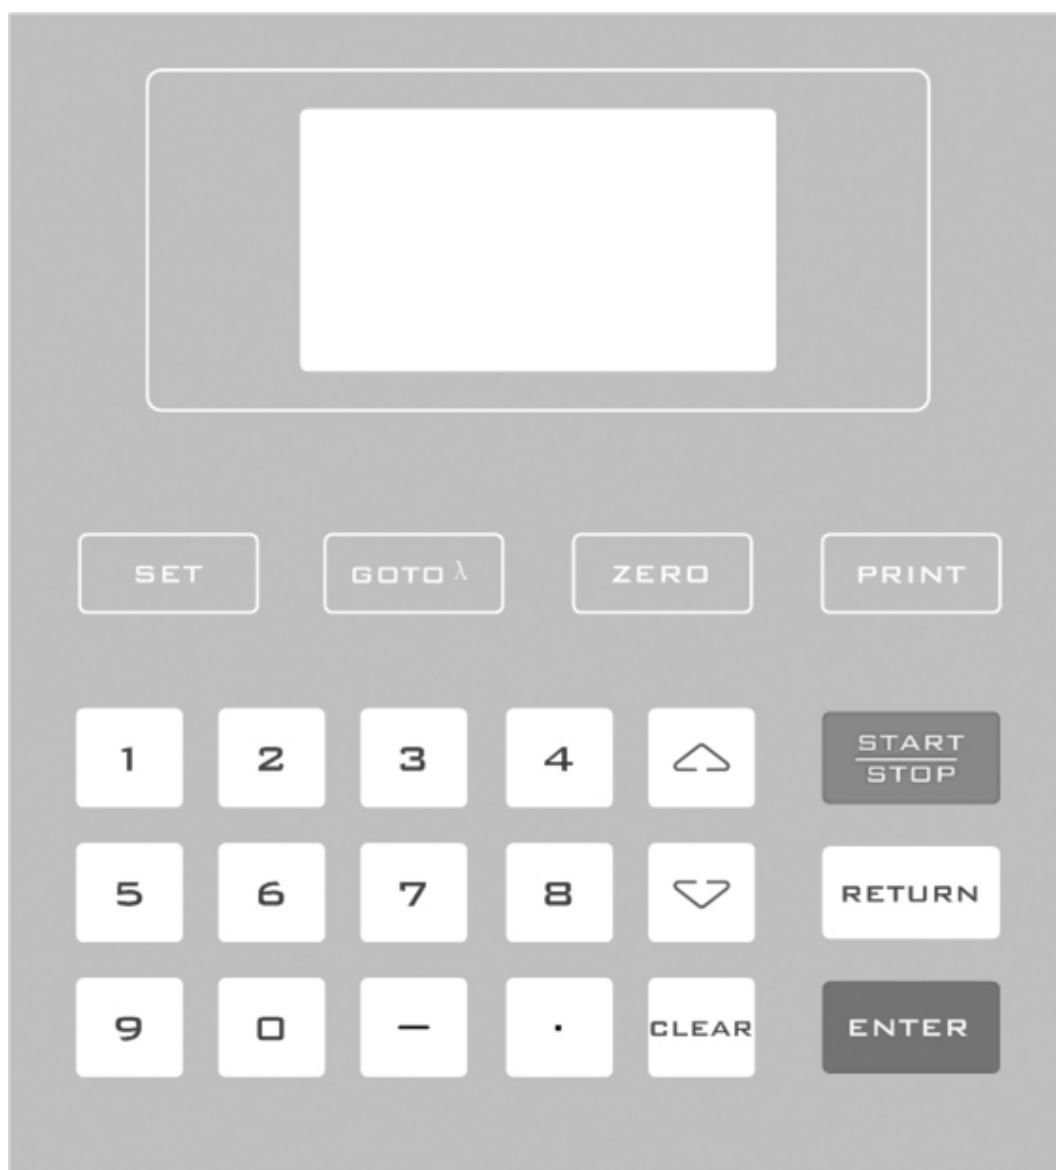 SET GOTO λ ZERO PRINT
1 2 3 4 START
STOP
5 6 7 8 RETURN
9 0 — . CLEAR ENTER